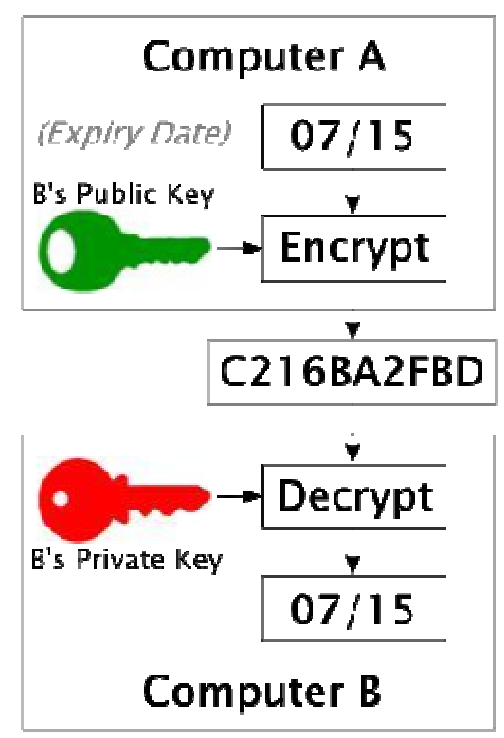 Computer A
(Expiry Date) 07/15
B's Public Key
Encrypt
C216BA2FBD
Decrypt
B's Private Key
07/15
Computer B